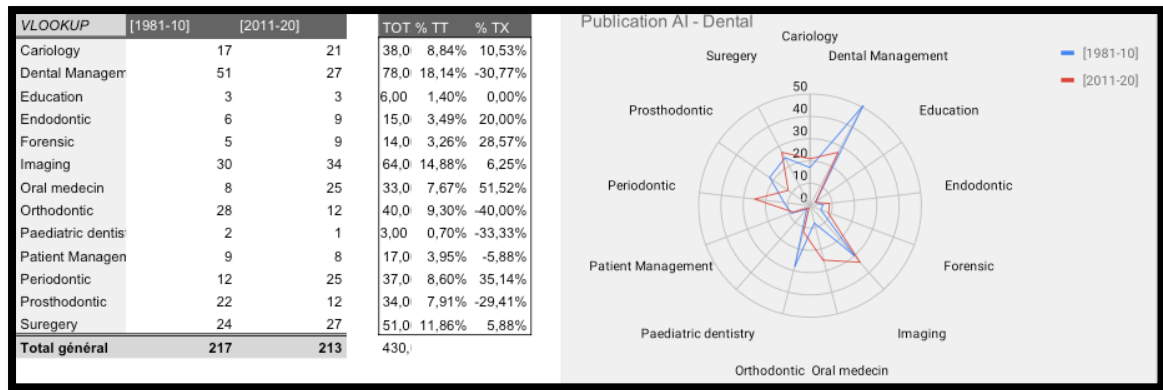 VLOOKUP [1981-10] [2011-20] TOT % TT % TX
Cariology 17 21 38,0 8,84% 10,53%
Dental Managem 51 27 78,0 18,14% -30,77%
Education 3 3 6,00 1,40% 0,00%
Endodontic 6 9 15,0 3,49% 20,00%
Forensic 5 9 14,0 3,26% 28,57%
Imaging 30 34 64,0 14,88% 6,25%
Oral medecin 8 25 33,0 7,67% 51,52%
Orthodontic 28 12 40,0 9,30% -40,00%
Paediatric dentis 2 1 3,00 0,70% -33,33%
Patient Managen 9 8 17,0 3,95% -5,88%
Periodontic 12 25 37,0 8,60% 35,14%
Prosthodontic 22 12 34,0 7,91% -29,41%
Suregery 24 27 51,0 11,86% 5,88%
Total général 217 213 430,
Publication AI - Dental
Cariology
Suregery Dental Management
[1981-10]
[2011-20]
50
Prosthodontic 40 Education
30
20
Periodontic 10 Endodontic
0
Patient Management Forensic
Paediatric dentistry Imaging
Orthodontic Oral medecin